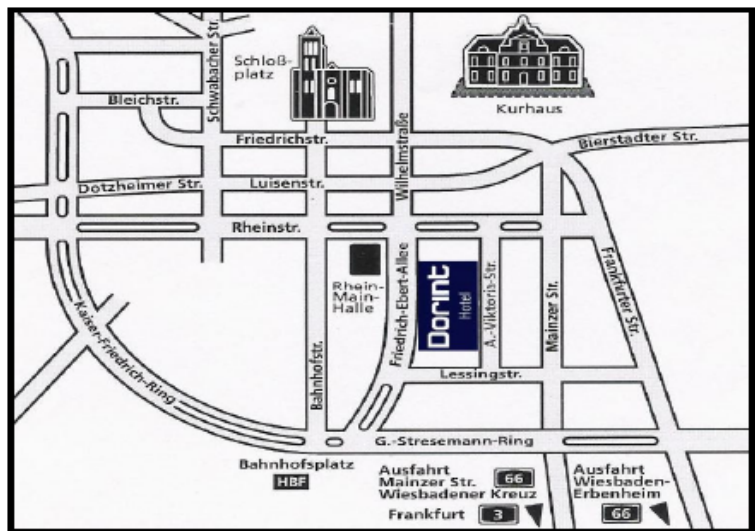 Schwabacher Str.
Schloß-
platz
Kurhaus
Bleichstr.
Wilhelmstraße
Friedrichstr.
Bierstadter Str.
Dotzheimer Str.
Luisenstr.
Rheinstr.
Rhein-
Main-
Halle
Friedrich-Ebert-Allee
Dorint
Hotel
A.-Viktoria-Str.
Mainzer Str.
Frankfurter Str.
Kaiser-Friedrich-Ring
Bahnhofstr.
Lessingstr.
G.-Stresemann-Ring
Bahnhofsplatz
HBF
Ausfahrt
Mainzer Str. 66
Wiesbadener Kreuz
Frankfurt 3
Ausfahrt
Wiesbaden-
Erbenheim
66